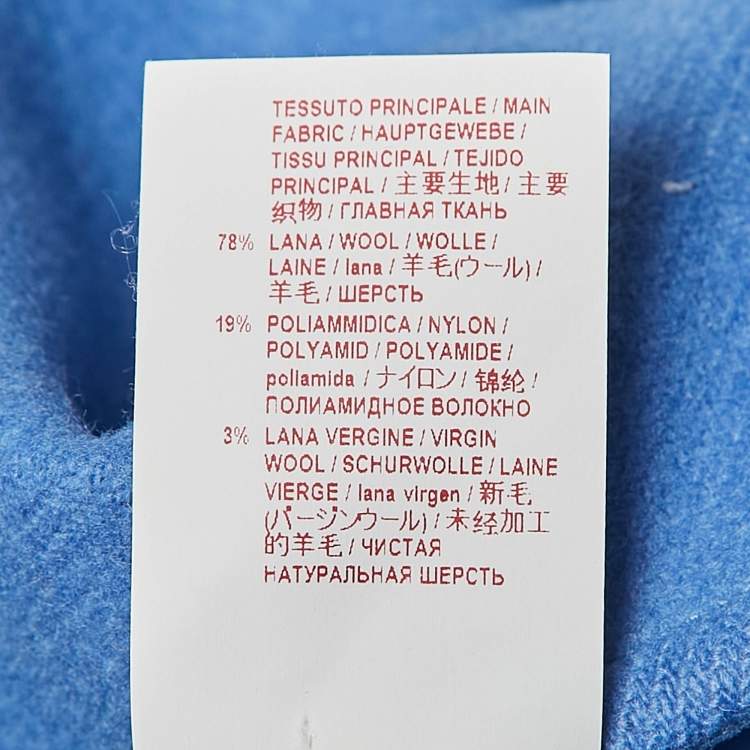 TESSUTO PRINCIPALE / MAIN
FABRIC / HAUPTGEWEBE /
TISSU PRINCIPAL / TEJIDO
PRINCIPAL / 主要生地 / 主要
织物 / ГЛАВНАЯ ТКАНЬ
78% LANA / WOOL / WOLLE /
LAINE / lana / 羊毛(ウール) /
羊毛 / ШЕРСТЬ
19% POLIAMMIDICA / NYLON /
POLYAMID / POLYAMIDE /
poliamida / ナイロン / 锦纶 /
ПОЛИАМИДНОЕ ВОЛОКНО
3% LANA VERGINE / VIRGIN
WOOL / SCHURWOLLE / LAINE
VIERGE / lana virgen / 新毛
(バージンウール) / 未经加工
的羊毛 / ЧИСТАЯ
НАТУРАЛЬНАЯ ШЕРСТЬ